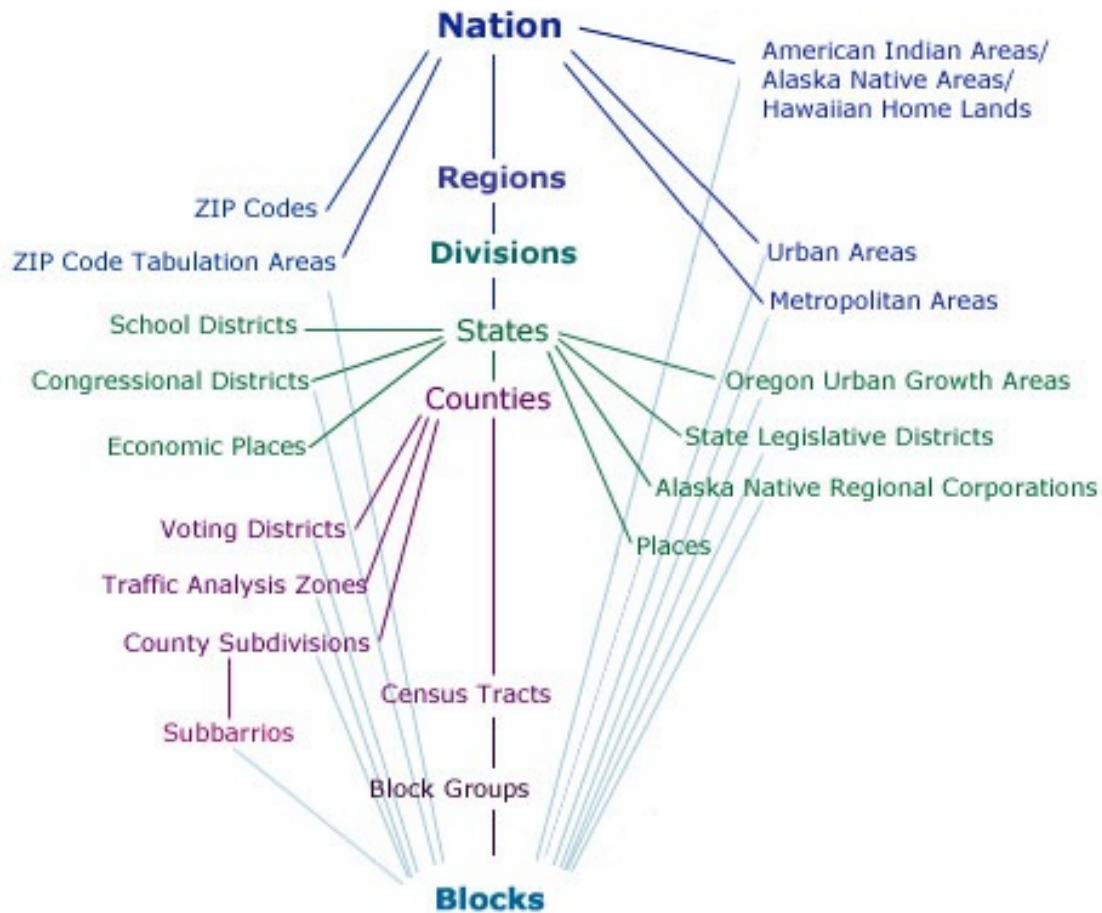 Nation
American Indian Areas/
Alaska Native Areas/
Hawaiian Home Lands
Regions
ZIP Codes
Divisions
Urban Areas
ZIP Code Tabulation Areas
Metropolitan Areas
School Districts
States
Congressional Districts
Oregon Urban Growth Areas
Counties
Economic Places
State Legislative Districts
Alaska Native Regional Corporations
Voting Districts
Places
Traffic Analysis Zones
County Subdivisions
Census Tracts
Subbarrios
Block Groups
Blocks